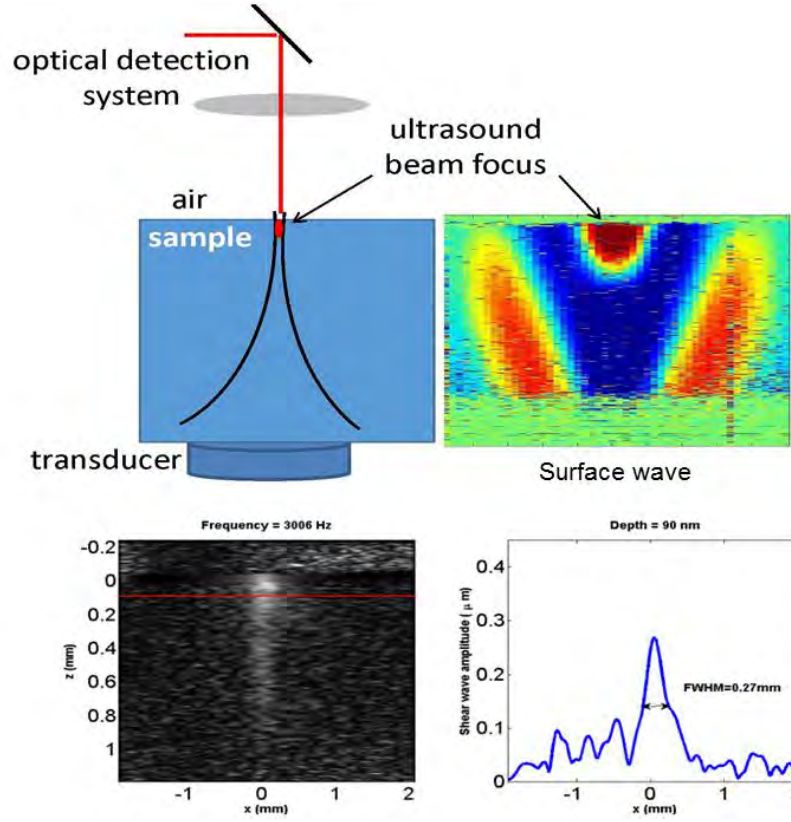 optical detection
system
ultrasound
beam focus
air
sample
transducer
Surface wave
Frequency = 3006 Hz
-0.2
0
0.2
0.4
0.6
0.8
1
z (mm)
-1
0
1
2
x (mm)
Depth = 90 nm
0.4
0.3
0.2
0.1
0
Shear wave amplitude (μm)
FWHM=0.27mm
-1
0
1
x (mm)